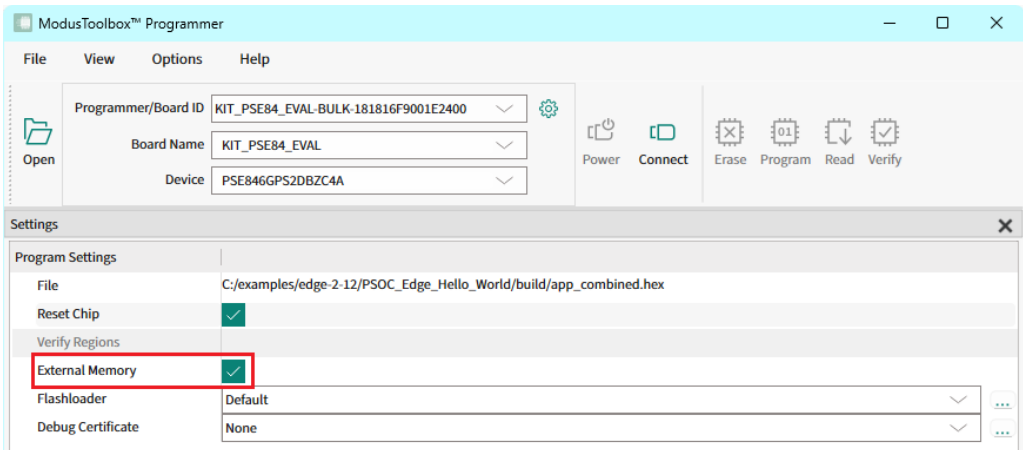 ModusToolbox™ Programmer
File View Options Help
Open
Programmer/Board ID KIT_PSE84_EVAL-BULK-181816F9001E2400
Board Name KIT_PSE84_EVAL
Device PSE846GPS2DBZC4A
Power Connect Erase Program Read Verify
01
Settings
Program Settings
File C:/examples/edge-2-12/PSOC_Edge_Hello_World/build/app_combined.hex
Reset Chip
Verify Regions
External Memory
Flashloader Default ...
Debug Certificate None ...